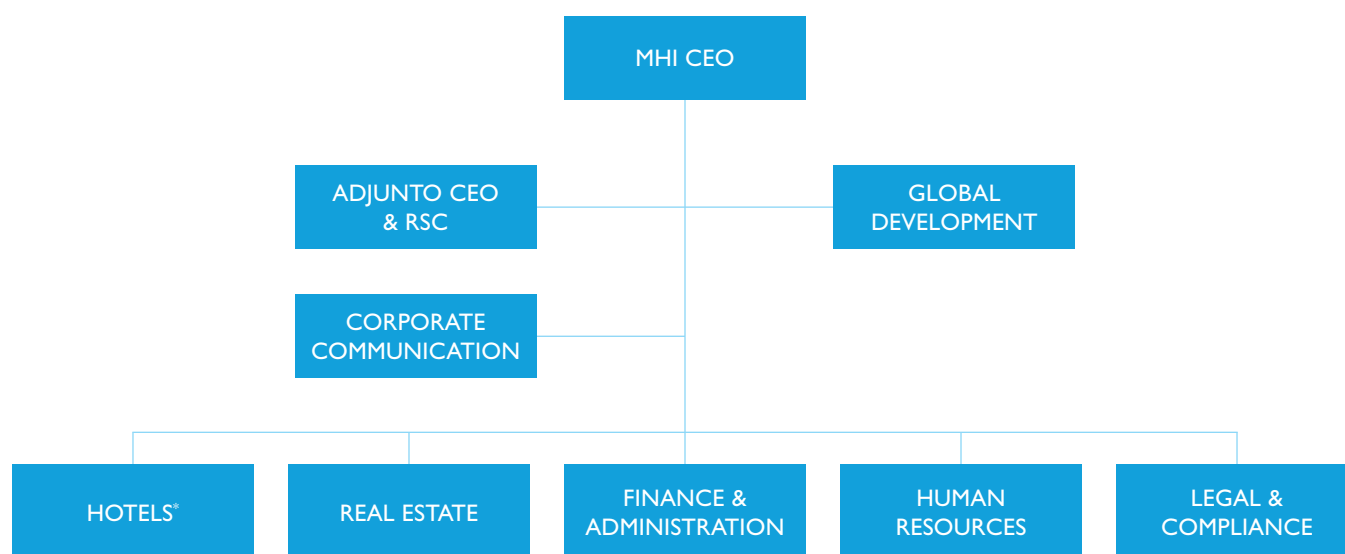 MHI CEO
ADJUNTO CEO
& RSC
GLOBAL
DEVELOPMENT
CORPORATE
COMMUNICATION
HOTELS*
REAL ESTATE
FINANCE &
ADMINISTRATION
HUMAN
RESOURCES
LEGAL &
COMPLIANCE